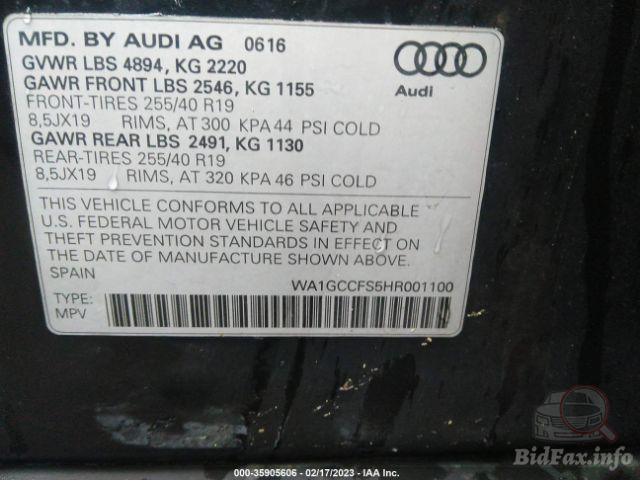 MFD. BY AUDI AG 0616
GVWR LBS 4894, KG 2220
GAWR FRONT LBS 2546, KG 1155
FRONT-TIRES 255/40 R19
8,5JX19 RIMS, AT 300 KPA 44 PSI COLD
GAWR REAR LBS 2491, KG 1130
REAR-TIRES 255/40 R19
8,5JX19 RIMS, AT 320 KPA 46 PSI COLD
Audi
THIS VEHICLE CONFORMS TO ALL APPLICABLE
U.S. FEDERAL MOTOR VEHICLE SAFETY AND
THEFT PREVENTION STANDARDS IN EFFECT ON
THE DATE OF MANUFACTURE SHOWN ABOVE.
SPAIN
WA1GCCFS5HR001100
TYPE:
MPV
000-35905606 - 02/17/2023 - IAA Inc.
BidFax.info